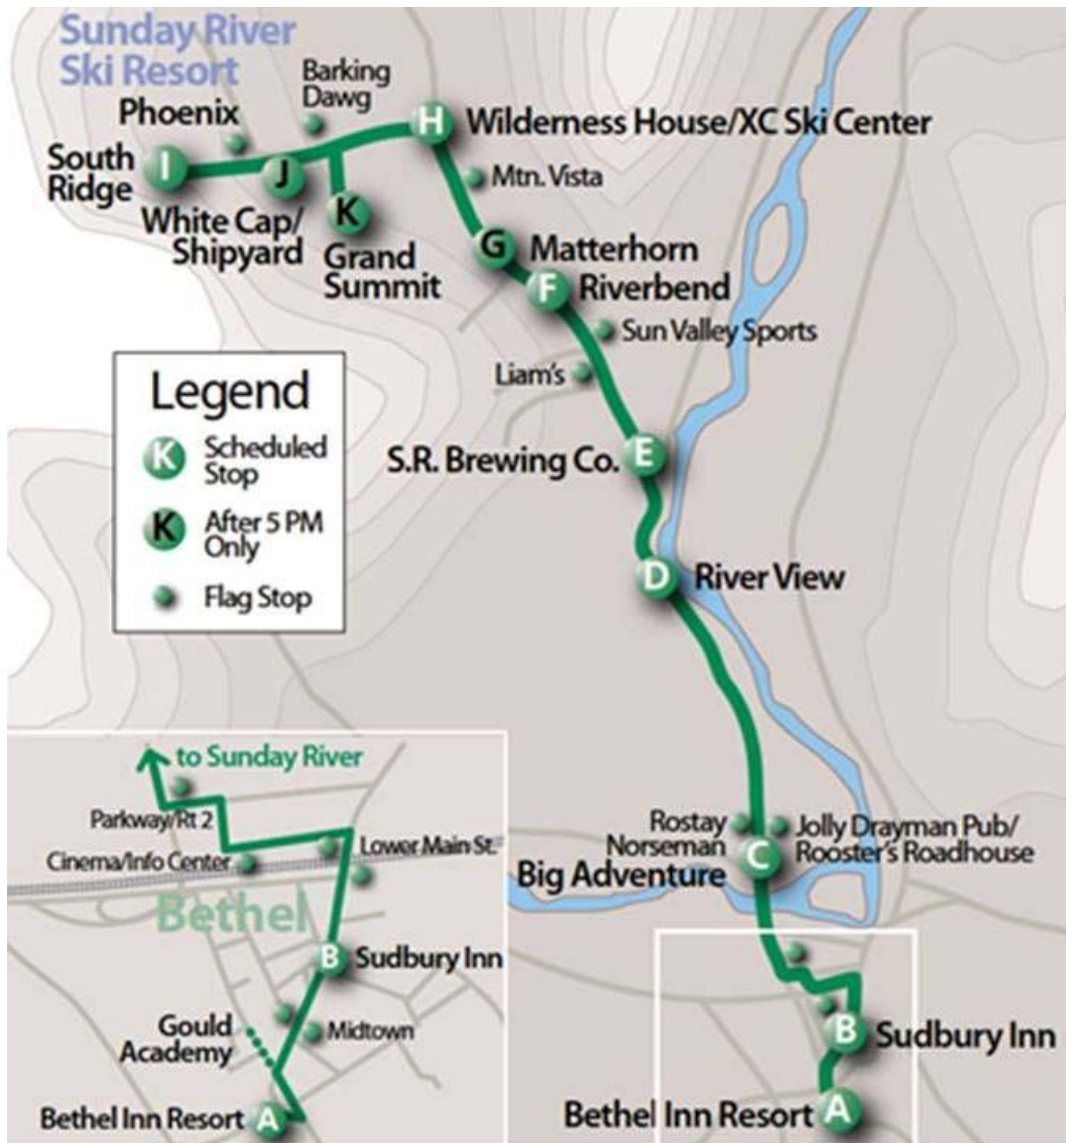 Sunday River
Ski Resort
Barking
Dawg
Phoenix
H
Wilderness House/XC Ski Center
South
Ridge
I
J
Mtn. Vista
K
White Cap/
Shipyard
Grand
Summit
G
Matterhorn
F
Riverbend
Sun Valley Sports
Liam's
Legend
K
Scheduled
Stop
K
After 5 PM
Only
Flag Stop
S.R. Brewing Co.
E
D
River View
Rostay
Norseman
Jolly Drayman Pub/
Rooster's Roadhouse
Big Adventure
C
B
Sudbury Inn
Bethel Inn Resort
A
to Sunday River
Parkway/Rt 2
Cinema/Info Center
Lower Main St.
Bethel
B
Sudbury Inn
Gould
Academy
Midtown
Bethel Inn Resort
A